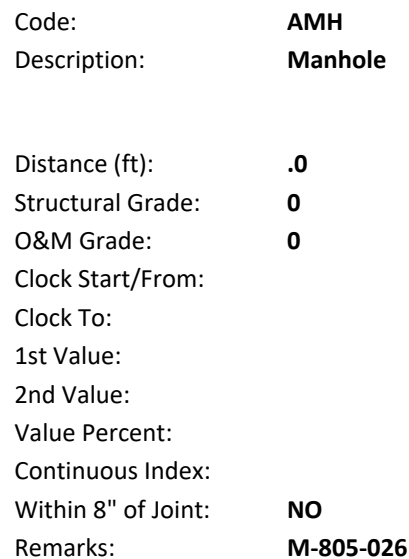 Code: AMH
Description: Manhole
Distance (ft): .0
Structural Grade: 0
O&M Grade: 0
Clock Start/From:
Clock To:
1st Value:
2nd Value:
Value Percent:
Continuous Index:
Within 8" of Joint: NO
Remarks: M-805-026